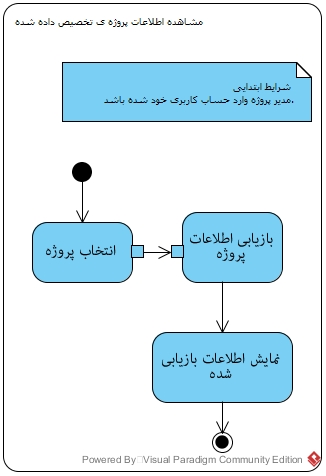 مشاهده اطلاعات پروژه ی تخصیص داده شده
شرایط ابتدایی
مدیر پروژه وارد حساب کاربری خود شده باشد.
انتخاب پروژه
بازیابی اطلاعات
پروژه
نمایش اطلاعات بازیابی
شده
Powered By Visual Paradigm Community Edition